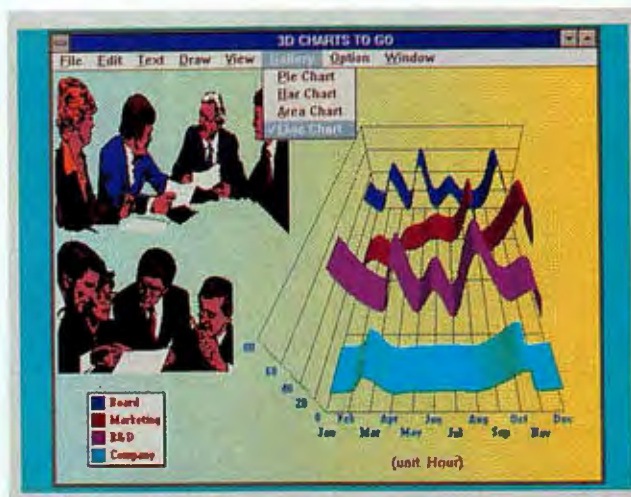 3D CHARTS TO GO
File Edit Text Draw View Gallery Option Window
Pie Chart
Bar Chart
Area Chart
✓Line Chart
80
60
40
20
0
Feb Apr Jun Aug Oct Dec
Jan Mar May Jul Sep Nov
(unit Hour)
Board
Marketing
R&D
Company